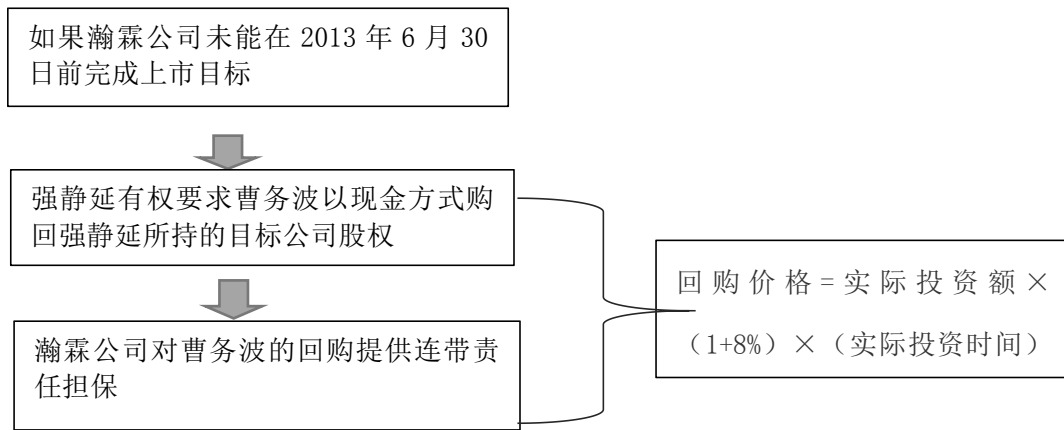 如果瀚霖公司未能在 2013 年 6 月 30
日前完成上市目标
强静延有权要求曹务波以现金方式购
回强静延所持的目标公司股权
瀚霖公司对曹务波的回购提供连带责
任担保
回购价格=实际投资额×
（1+8%）×（实际投资时间）